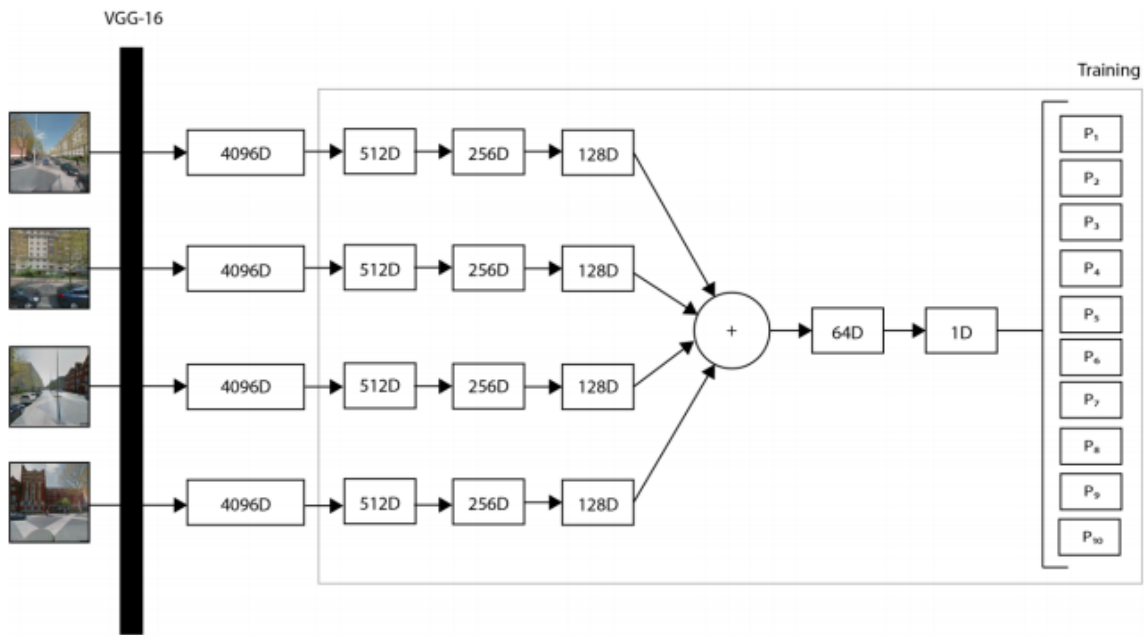 VGG-16
Training
4096D 512D 256D 128D
4096D 512D 256D 128D
4096D 512D 256D 128D
4096D 512D 256D 128D
+
64D
1D
P₁
P₂
P₃
P₄
P₅
P₆
P₇
P₈
P₉
P₁₀